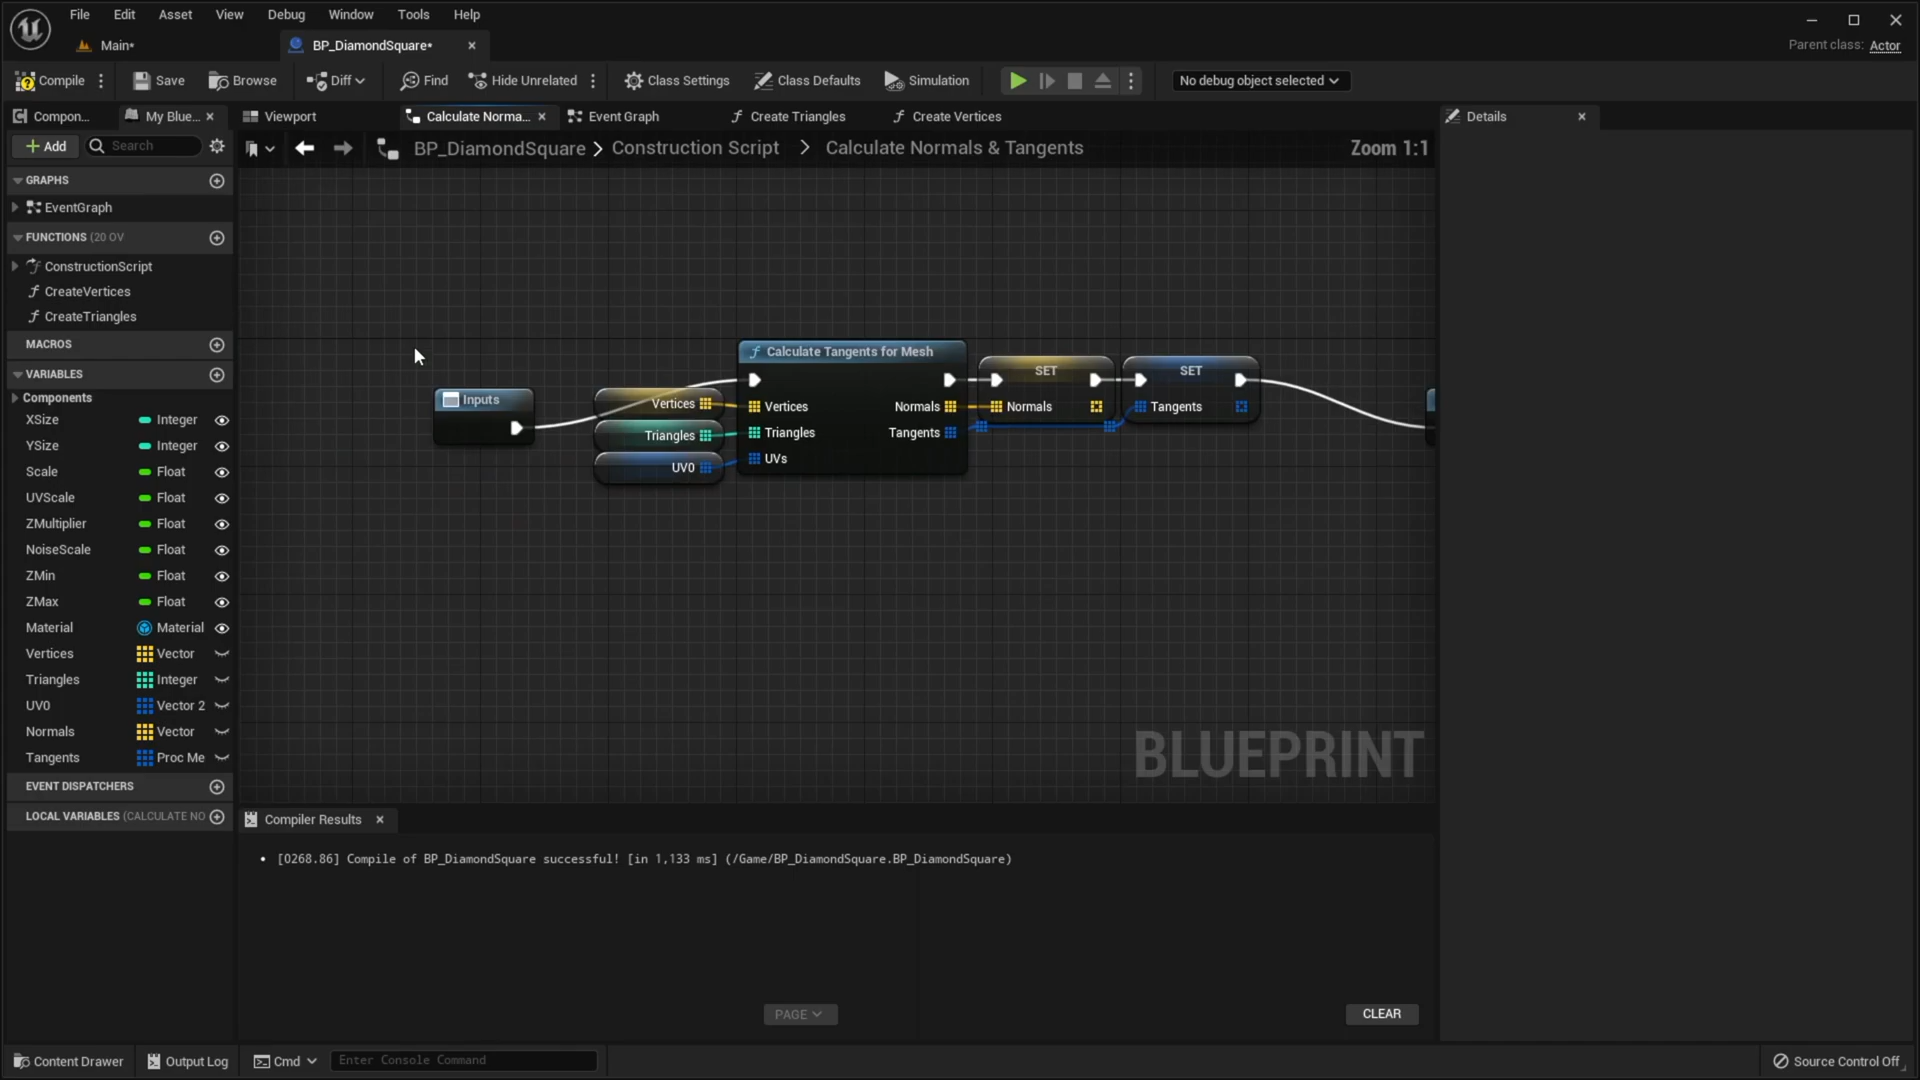 File Edit Asset View Debug Window Tools Help
Main* BP_DiamondSquare*
Parent class: Actor
Compile Save Browse Diff Find Hide Unrelated Class Settings Class Defaults Simulation No debug object selected
Compon... My Blue... Viewport Calculate Norma... Event Graph Create Triangles Create Vertices Details
+ Add Search BP_DiamondSquare > Construction Script > Calculate Normals & Tangents Zoom 1:1
GRAPHS
EventGraph
FUNCTIONS (20 OV
ConstructionScript
CreateVertices
CreateTriangles
MACROS
VARIABLES
Components
XSize Integer
YSize Integer
Scale Float
UVScale Float
ZMultiplier Float
NoiseScale Float
ZMin Float
ZMax Float
Material Material
Vertices Vector
Triangles Integer
UV0 Vector 2
Normals Vector
Tangents Proc Me
EVENT DISPATCHERS
LOCAL VARIABLES (CALCULATE NO
Inputs
Vertices
Triangles
UV0
Calculate Tangents for Mesh
Vertices Normals
Triangles Tangents
UVs
SET
Normals
SET
Tangents
BLUEPRINT
Compiler Results
• [0268.86] Compile of BP_DiamondSquare successful! [in 1,133 ms] (/Game/BP_DiamondSquare.BP_DiamondSquare)
PAGE CLEAR
Content Drawer Output Log Cmd Enter Console Command Source Control Off